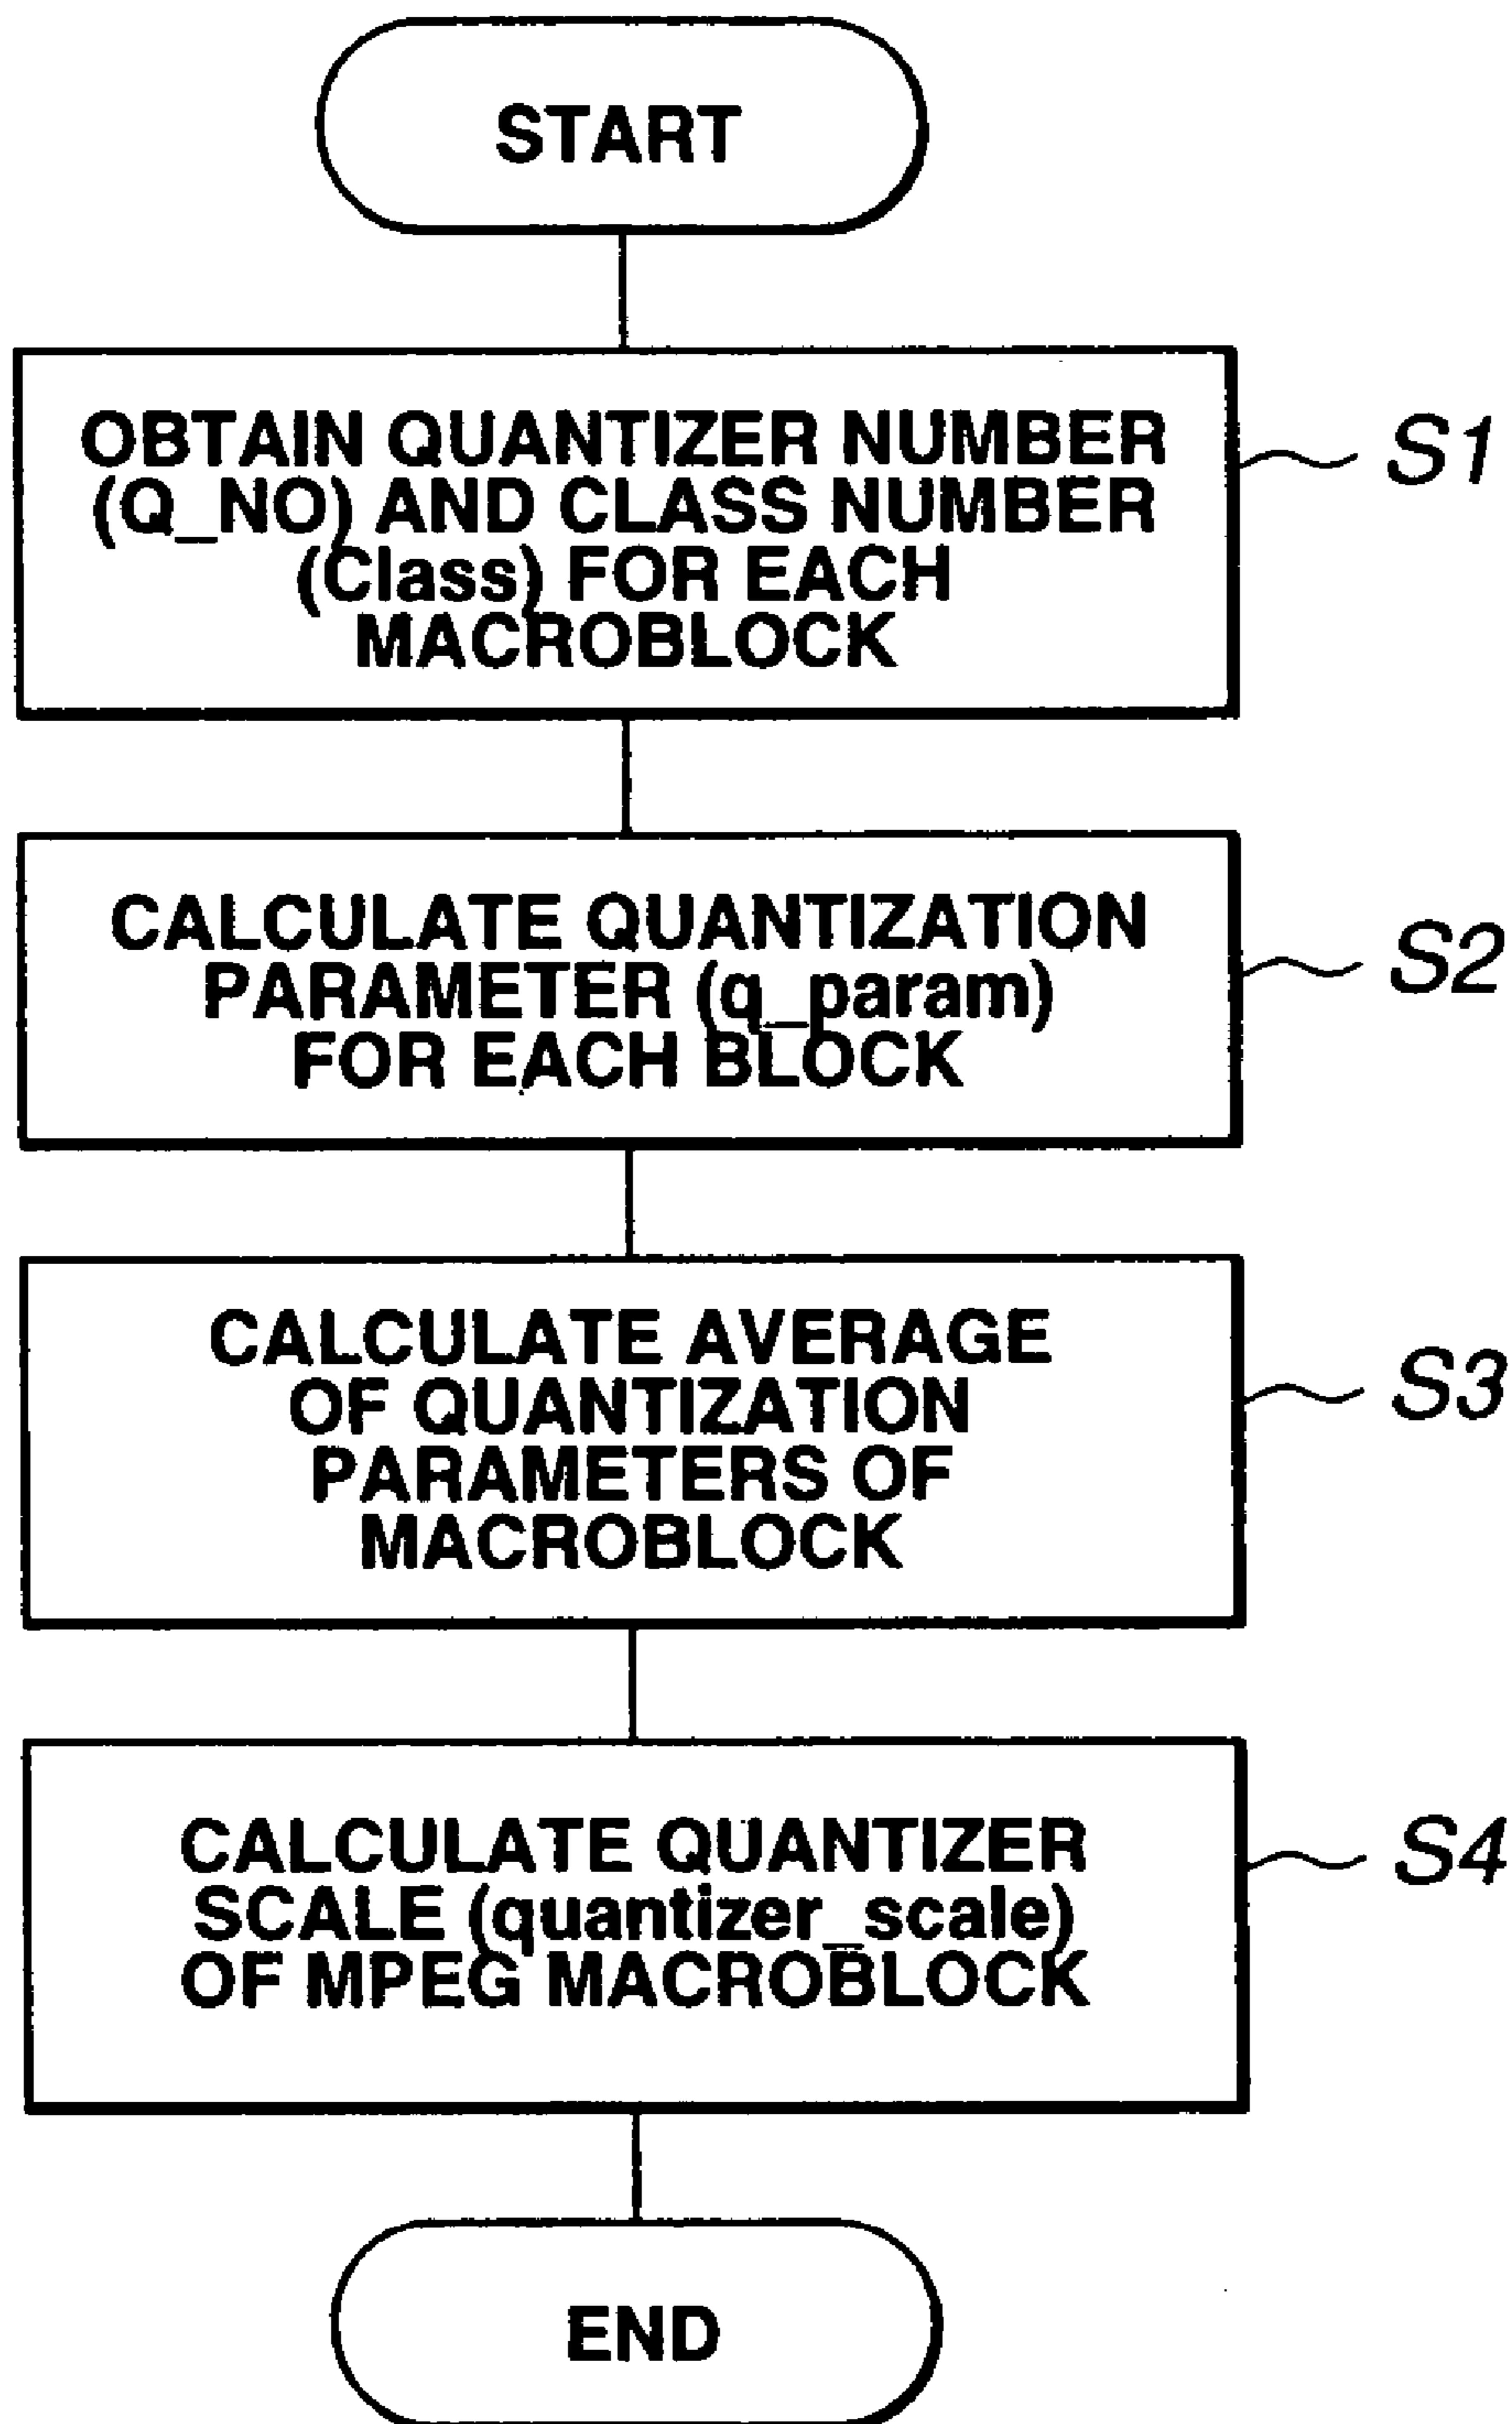 START
OBTAIN QUANTIZER NUMBER
(Q_NO) AND CLASS NUMBER
(Class) FOR EACH
MACROBLOCK
S1
CALCULATE QUANTIZATION
PARAMETER (q_param)
FOR EACH BLOCK
S2
CALCULATE AVERAGE
OF QUANTIZATION
PARAMETERS OF
MACROBLOCK
S3
CALCULATE QUANTIZER
SCALE (quantizer_scale)
OF MPEG MACROBLOCK
S4
END